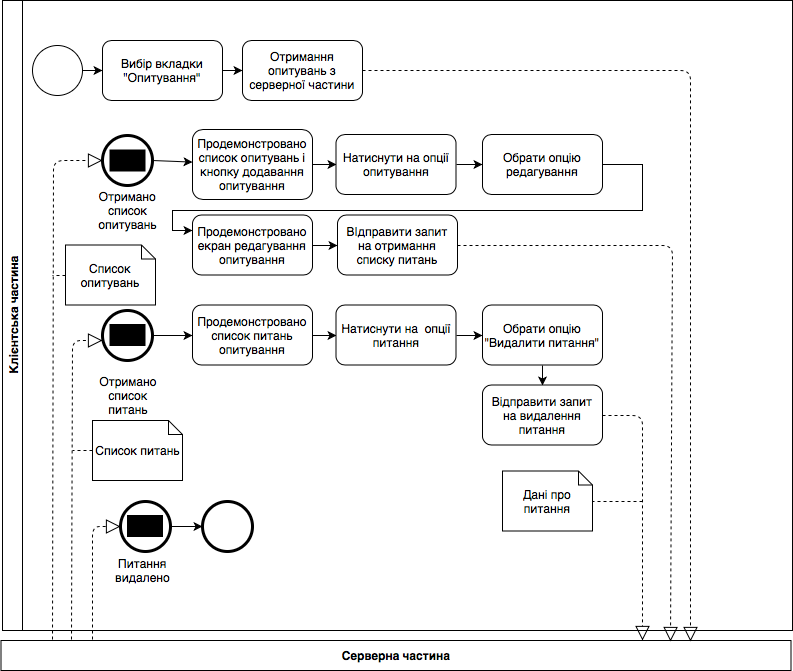 Вибір вкладки
"Опитування"
Отримання
опитувань з
серверної частини
Отримано
список
опитувань
Продемонстровано
список опитувань і
кнопку додавання
опитування
Натиснути на опції
опитування
Обрати опцію
редагування
Продемонстровано
екран редагування
опитування
Відправити запит
на отримання
списку питань
Список
опитувань
Клієнтська частина
Отримано
список
питань
Продемонстровано
список питань
опитування
Натиснути на опції
питання
Обрати опцію
"Видалити питання"
Відправити запит
на видалення
питання
Список питань
Дані про
питання
Питання
видалено
Серверна частина